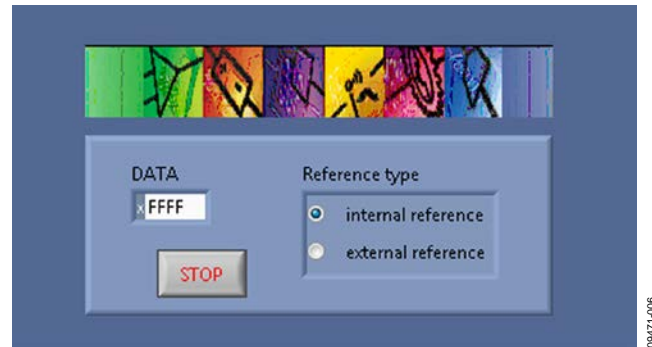 DATA
Reference type
x FFFF
internal reference
external reference
STOP
09471-006